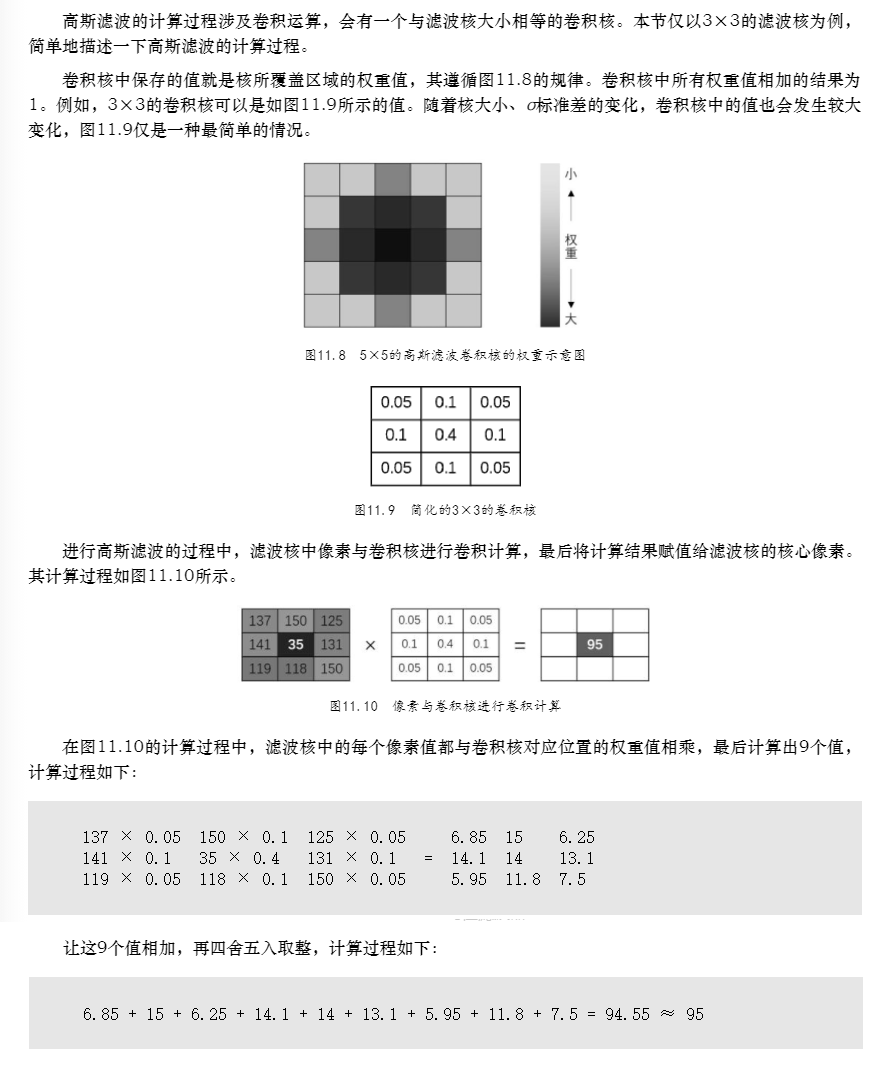 高斯滤波的计算过程涉及卷积运算，会有一个与滤波核大小相等的卷积核。本节仅以3×3的滤波核为例，
简单地描述一下高斯滤波的计算过程。
卷积核中保存的值就是核所覆盖区域的权重值，其遵循图11.8的规律。卷积核中所有权重值相加的结果为
1。例如，3×3的卷积核可以是如图11.9所示的值。随着核大小、σ标准差的变化，卷积核中的值也会发生较大
变化，图11.9仅是一种最简单的情况。
小
权
重
大
图11.8 5×5的高斯滤波卷积核的权重示意图
0.05 0.1 0.05
0.1 0.4 0.1
0.05 0.1 0.05
图11.9 简化的3×3的卷积核
进行高斯滤波的过程中，滤波核中像素与卷积核进行卷积计算，最后将计算结果赋值给滤波核的核心像素。
其计算过程如图11.10所示。
137 150 125 0.05 0.1 0.05
141 35 131 × 0.1 0.4 0.1 = 95
119 118 150 0.05 0.1 0.05
图11.10 像素与卷积核进行卷积计算
在图11.10的计算过程中，滤波核中的每个像素值都与卷积核对应位置的权重值相乘，最后计算出9个值，
计算过程如下：
137 × 0.05 150 × 0.1 125 × 0.05 6.85 15 6.25
141 × 0.1 35 × 0.4 131 × 0.1 = 14.1 14 13.1
119 × 0.05 118 × 0.1 150 × 0.05 5.95 11.8 7.5
让这9个值相加，再四舍五入取整，计算过程如下：
6.85 + 15 + 6.25 + 14.1 + 14 + 13.1 + 5.95 + 11.8 + 7.5 = 94.55 ≈ 95